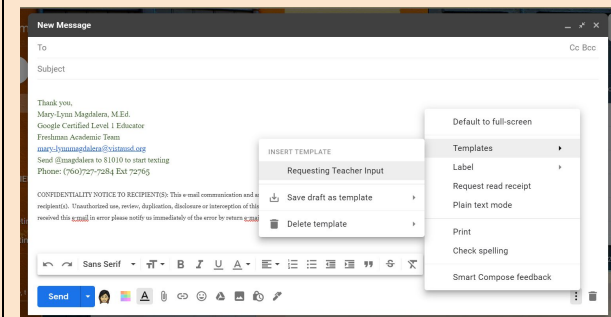 New Message
To
Cc Bcc
Subject
Thank you,
Mary-Lynn Magdalera, M.Ed.
Google Certified Level 1 Educator
Freshman Academic Team
mary-lynnmagdalera@vistausd.org
Send @magdalera to 81010 to start texting
Phone: (760)727-7284 Ext 72765
CONFIDENTIALITY NOTICE TO RECIPIENT(S): This e-mail communication and a
recipient(s). Unauthorized use, review, duplication, disclosure or interception of this
received this e-mail in error please notify us immediately of the error by return e-mai
INSERT TEMPLATE
Requesting Teacher Input
Save draft as template
Delete template
Default to full-screen
Templates
Label
Request read receipt
Plain text mode
Print
Check spelling
Smart Compose feedback
Sans Serif
Send